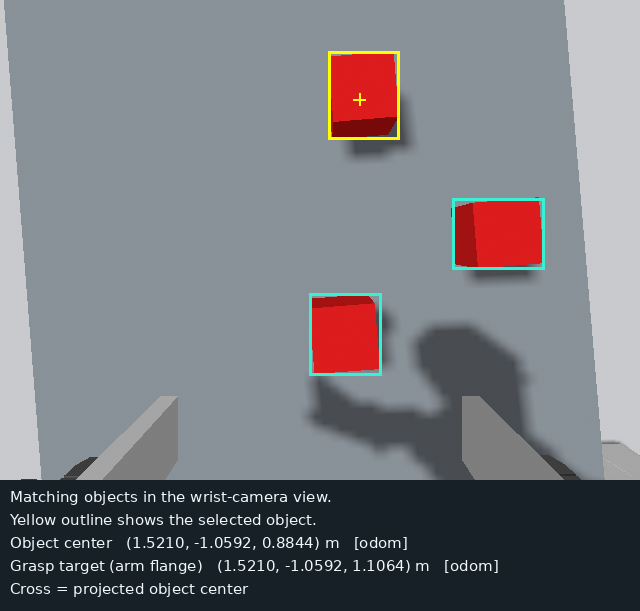 Matching objects in the wrist-camera view.
Yellow outline shows the selected object.
Object center   (1.5210, -1.0592, 0.8844) m   [odom]
Grasp target (arm flange)   (1.5210, -1.0592, 1.1064) m   [odom]
Cross = projected object center